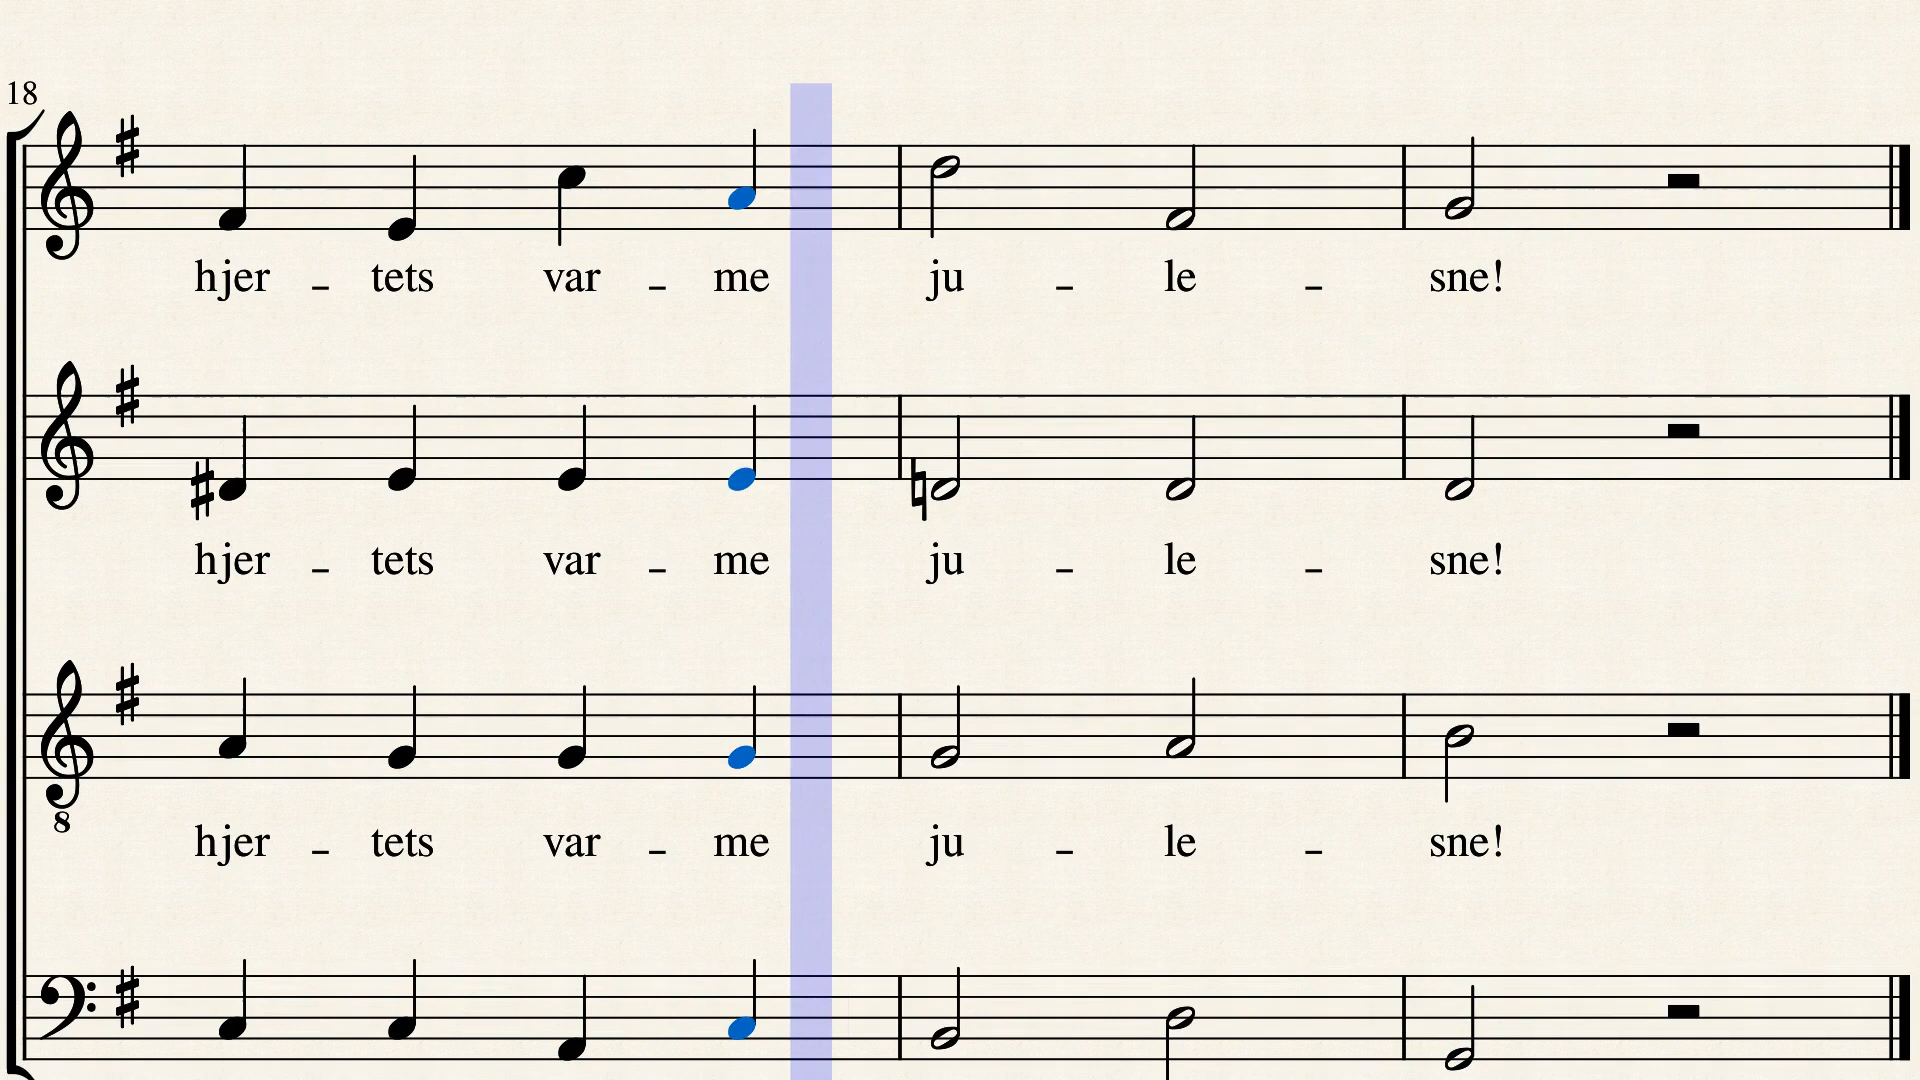 18
hjer - tets var - me ju - le - sne!
hjer - tets var - me ju - le - sne!
8
hjer - tets var - me ju - le - sne!